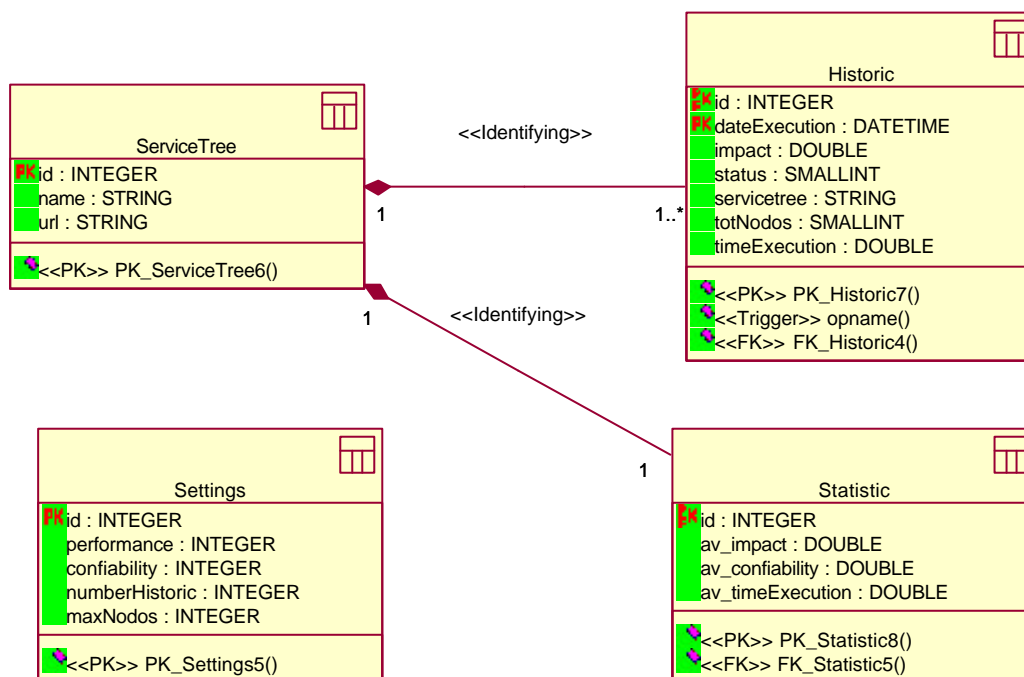 ServiceTree
PK id : INTEGER
name : STRING
url : STRING
<<PK>> PK_ServiceTree6()
<<Identifying>>
1
1..*
Historic
PF K id : INTEGER
PK dateExecution : DATETIME
impact : DOUBLE
status : SMALLINT
servicetree : STRING
totNodos : SMALLINT
timeExecution : DOUBLE
<<PK>> PK_Historic7()
<<Trigger>> opname()
<<FK>> FK_Historic4()
<<Identifying>>
1
1
Settings
PK id : INTEGER
performance : INTEGER
confiability : INTEGER
numberHistoric : INTEGER
maxNodos : INTEGER
<<PK>> PK_Settings5()
Statistic
PF K id : INTEGER
av_impact : DOUBLE
av_confiability : DOUBLE
av_timeExecution : DOUBLE
<<PK>> PK_Statistic8()
<<FK>> FK_Statistic5()